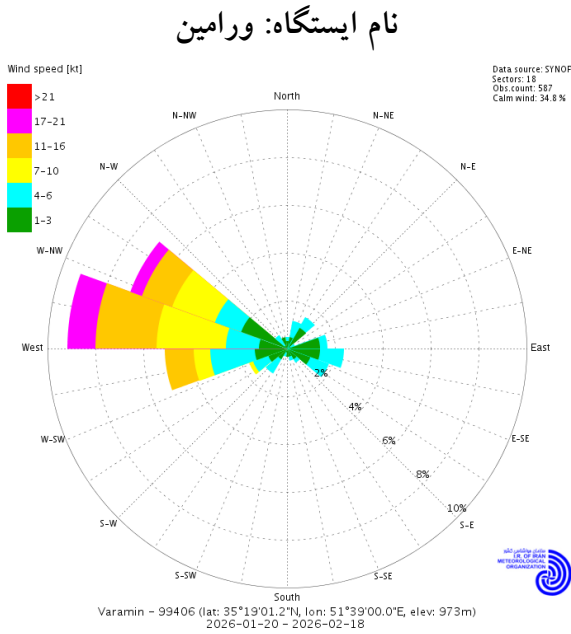 نام ایستگاه: ورامین
Wind speed [kt]
>21
17-21
11-16
7-10
4-6
1-3
Data source: SYNOP
Sectors: 18
Obs.count: 587
Calm wind: 34.8 %
North
N-NE
N-E
E-NE
East
E-SE
S-E
S-SE
South
S-SW
S-W
W-SW
West
W-NW
N-W
N-NW
2%
4%
6%
8%
10%
سازمان هواشناسی کشور
I.R. OF IRAN
METEOROLOGICAL
ORGANIZATION
Varamin - 99406 (lat: 35°19'01.2"N, lon: 51°39'00.0"E, elev: 973m)
2026-01-20 - 2026-02-18